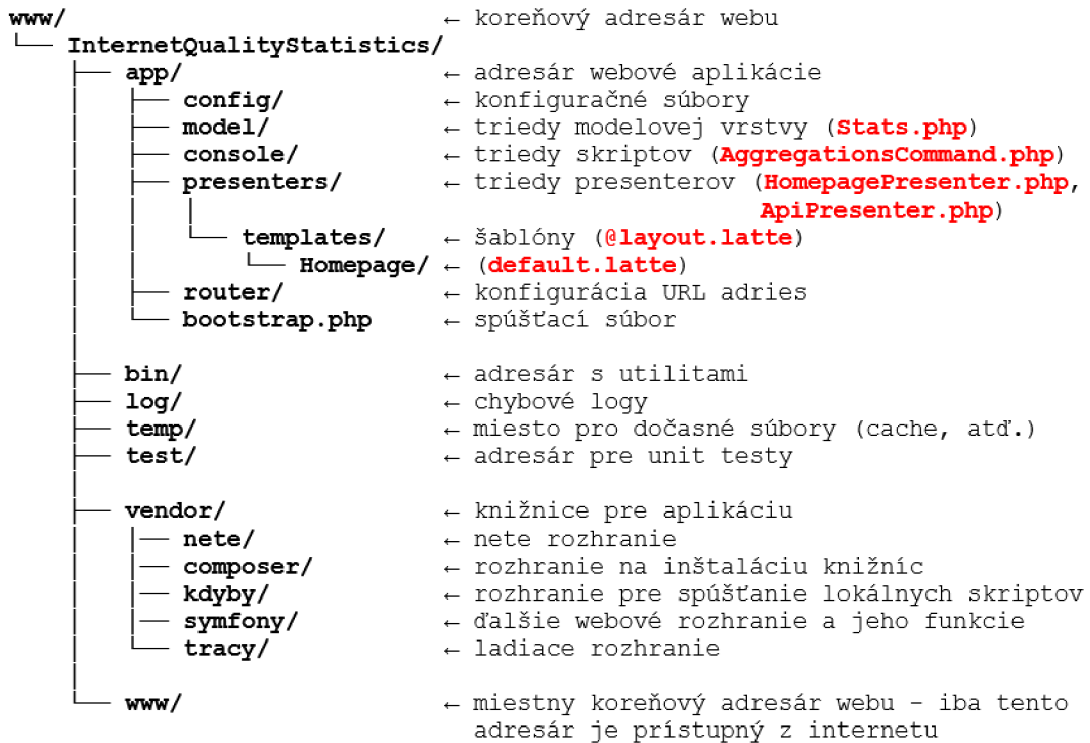 www/ ← koreňový adresár webu
└── InternetQualityStatistics/
├── app/ ← adresár webové aplikácie
│ ├── config/ ← konfiguračné súbory
│ ├── model/ ← triedy modelovej vrstvy (Stats.php)
│ ├── console/ ← triedy skriptov (AggregationsCommand.php)
│ ├── presenters/ ← triedy presenterov (HomepagePresenter.php,
│ │ │ ApiPresenter.php)
│ │ └── templates/ ← šablóny (@layout.latte)
│ │ └── Homepage/ ← (default.latte)
│ ├── router/ ← konfigurácia URL adries
│ └── bootstrap.php ← spúšťací súbor
├── bin/ ← adresár s utilitami
├── log/ ← chybové logy
├── temp/ ← miesto pro dočasné súbory (cache, atď.)
├── test/ ← adresár pre unit testy
├── vendor/ ← knižnice pre aplikáciu
│ ├── nete/ ← nete rozhranie
│ ├── composer/ ← rozhranie na inštaláciu knižníc
│ ├── kdyby/ ← rozhranie pre spúšťanie lokálnych skriptov
│ ├── symfony/ ← ďalšie webové rozhranie a jeho funkcie
│ └── tracy/ ← ladiace rozhranie
└── www/ ← miestny koreňový adresár webu – iba tento
adresár je prístupný z internetu